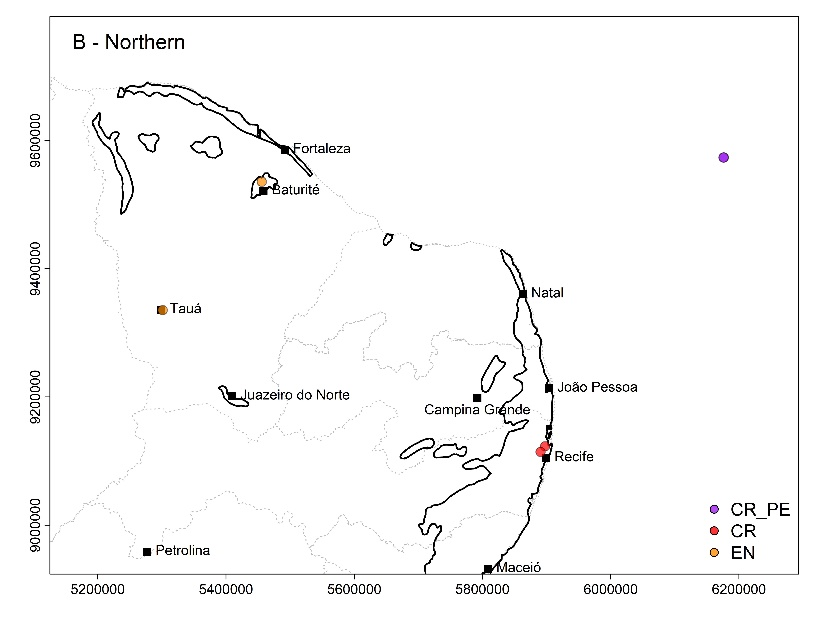 B - Northern
9600000
Fortaleza
Baturité
9400000
Natal
Tauá
9200000
Juazeiro do Norte
João Pessoa
Campina Grande
Recife
9000000
CR_PE
CR
EN
Petrolina
Maceió
5200000 5400000 5600000 5800000 6000000 6200000